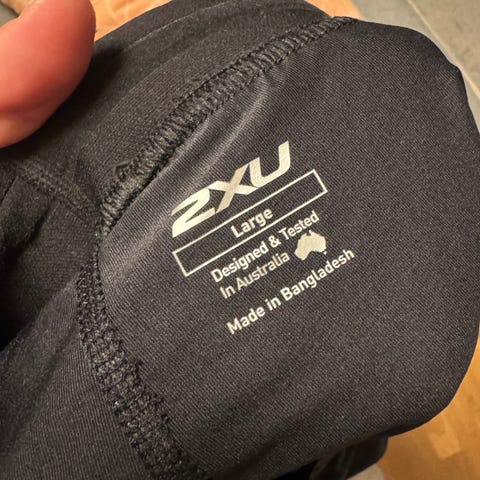 2XU
Large
Designed & Tested
In Australia
Made in Bangladesh